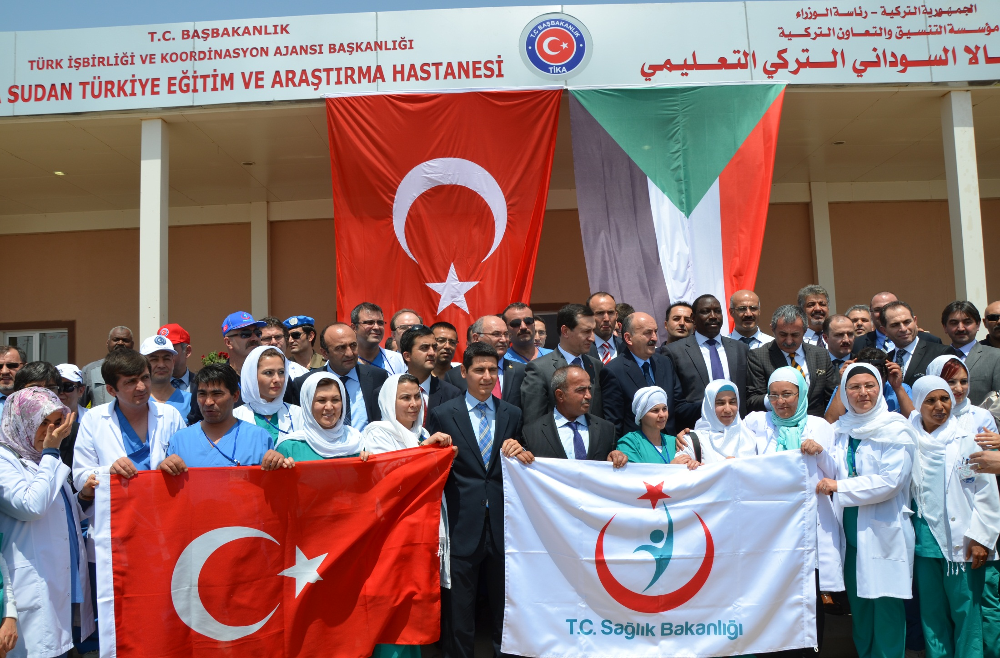 T.C. BAŞBAKANLIK
TÜRK İŞBİRLİĞİ VE KOORDİNASYON AJANSI BAŞKANLIĞI
SUDAN TÜRKİYE EĞİTİM VE ARAŞTIRMA HASTANESİ
T.C BAŞBAKANLIK
TİKA
الجمهورية التركية - رئاسة الوزراء
مؤسسة التنسيق والتعاون التركية
السوداني التركي التعليمي
T.C. Sağlık Bakanlığı